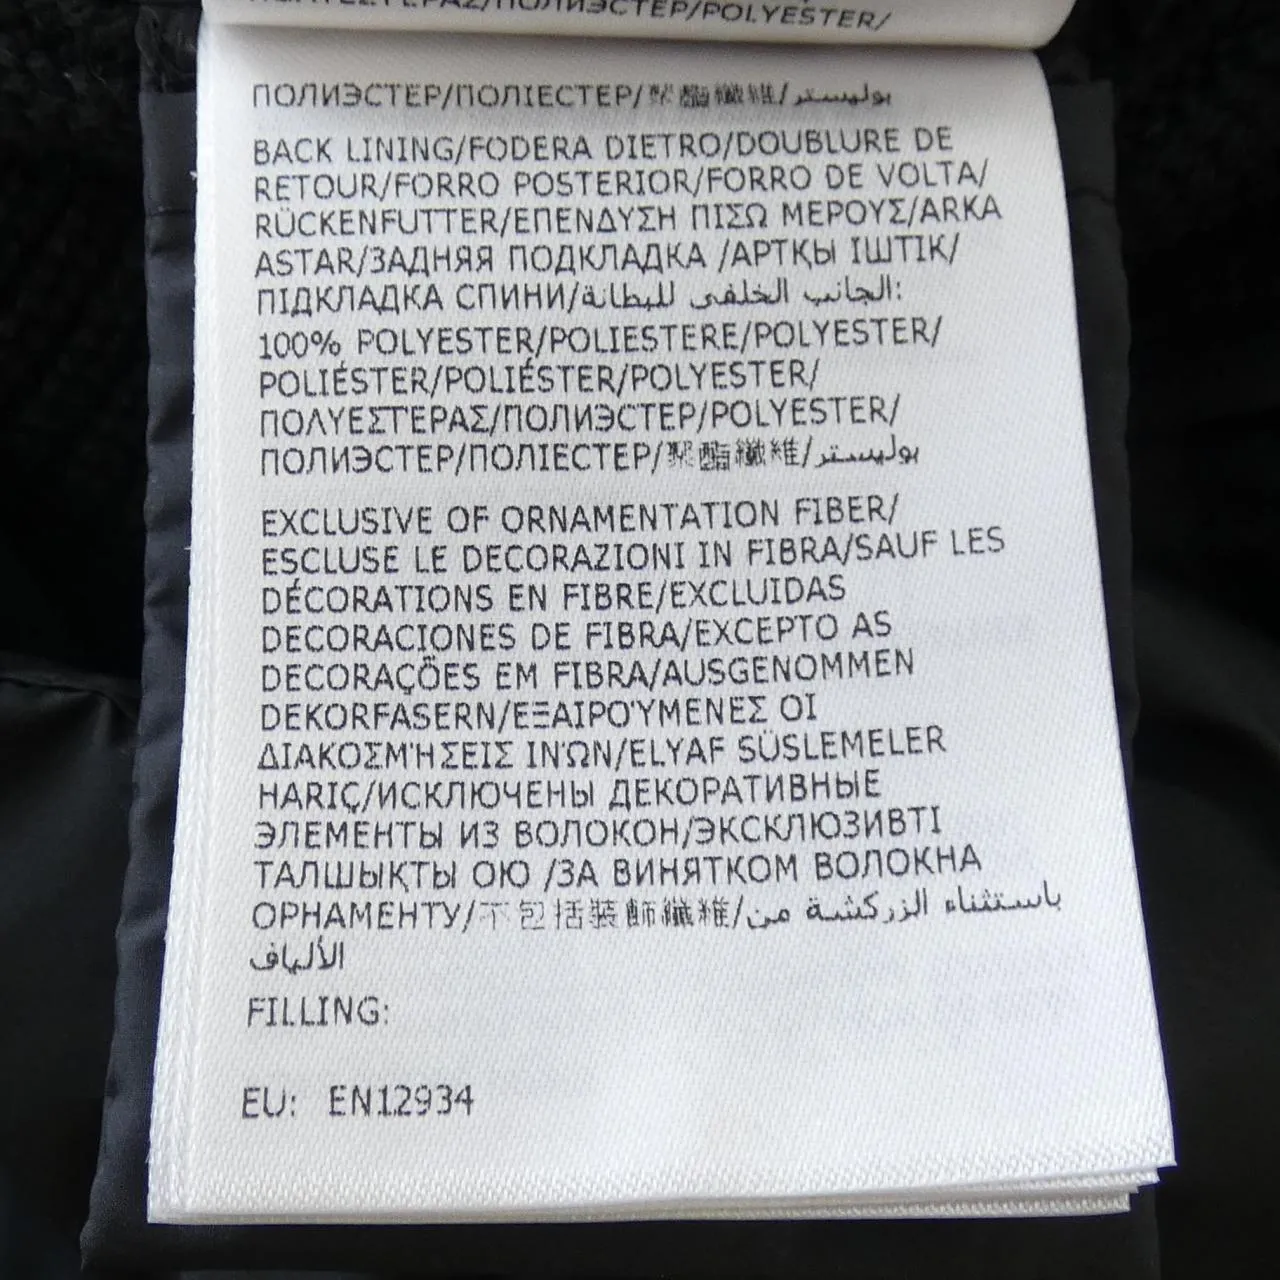 ПОЛИЭСТЕР/POLYESTER/
ПОЛИЭСТЕР/ПОЛІЕСТЕР/聚酯纖維/بوليستر
BACK LINING/FODERA DIETRO/DOUBLURE DE
RETOUR/FORRO POSTERIOR/FORRO DE VOLTA/
RÜCKENFUTTER/ΕΠΕΝΔΥΣΗ ΠΙΣΩ ΜΕΡΟΥΣ/ARKA
ASTAR/ЗАДНЯЯ ПОДКЛАДКА /АРТҚЫ ІШТІК/
ПІДКЛАДКА СПИНИ/الجانب الخلفى للبطانة:
100% POLYESTER/POLIESTERE/POLYESTER/
POLIÉSTER/POLIÉSTER/POLYESTER/
ΠΟΛΥΕΣΤΕΡΑΣ/ПОЛИЭСТЕР/POLYESTER/
ПОЛИЭСТЕР/ПОЛІЕСТЕР/聚酯纖維/بوليستر
EXCLUSIVE OF ORNAMENTATION FIBER/
ESCLUSE LE DECORAZIONI IN FIBRA/SAUF LES
DÉCORATIONS EN FIBRE/EXCLUIDAS
DECORACIONES DE FIBRA/EXCEPTO AS
DECORAÇÕES EM FIBRA/AUSGENOMMEN
DEKORFASERN/ΕΞΑΙΡΟΎΜΕΝΕΣ ΟΙ
ΔΙΑΚΟΣΜΉΣΕΙΣ ΙΝΏΝ/ELYAF SÜSLEMELER
HARIÇ/ИСКЛЮЧЕНЫ ДЕКОРАТИВНЫЕ
ЭЛЕМЕНТЫ ИЗ ВОЛОКОН/ЭКСКЛЮЗИВТІ
ТАЛШЫҚТЫ ОЮ /ЗА ВИНЯТКОМ ВОЛОКНА
ОРНАМЕНТУ/不包括裝飾纖維/باستثناء الزركشة من
الألياف
FILLING:
EU: EN12934